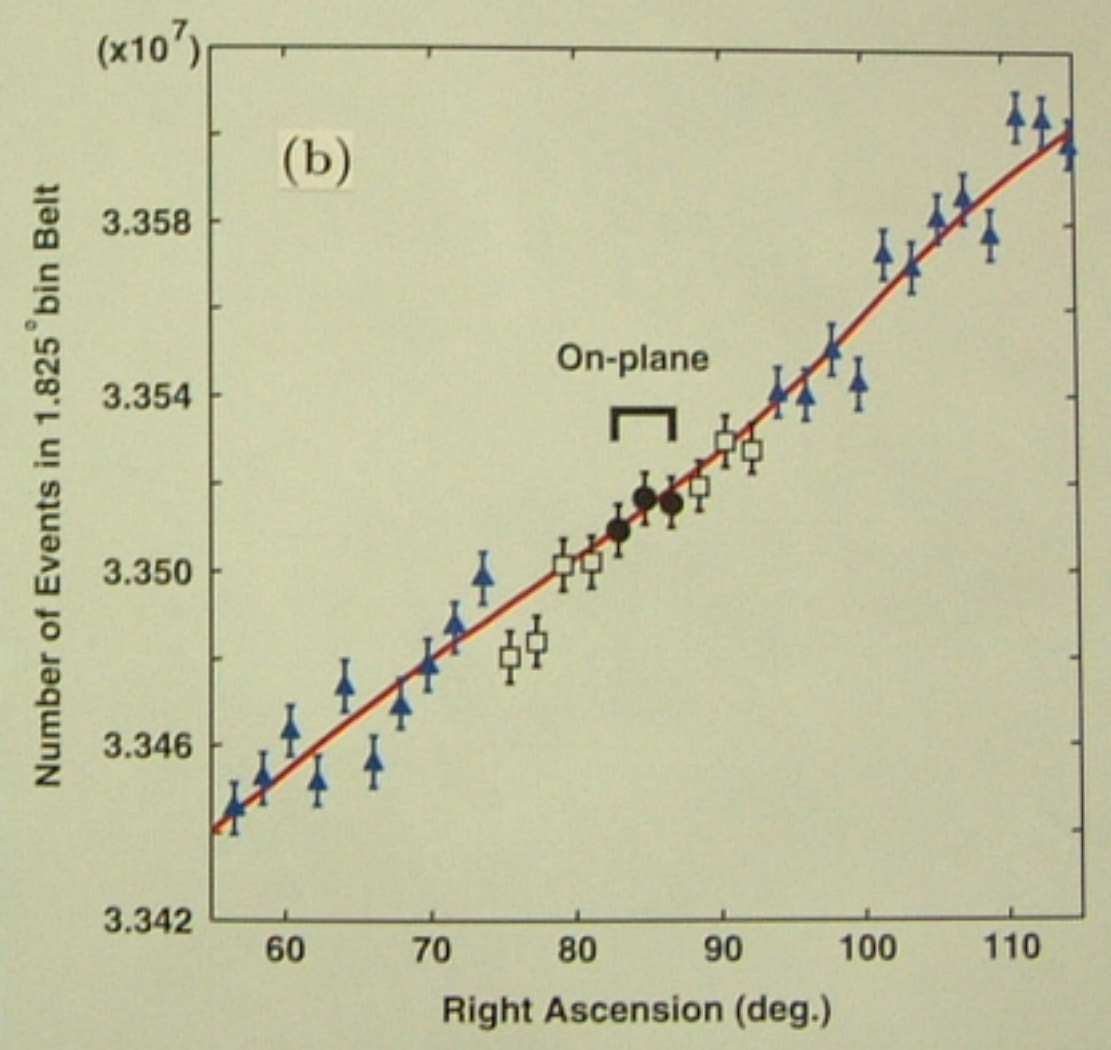 (x10⁷)
(b)
3.358
On-plane
3.354
3.350
3.346
3.342
60 70 80 90 100 110
Right Ascension (deg.)
Number of Events in 1.825° bin Belt